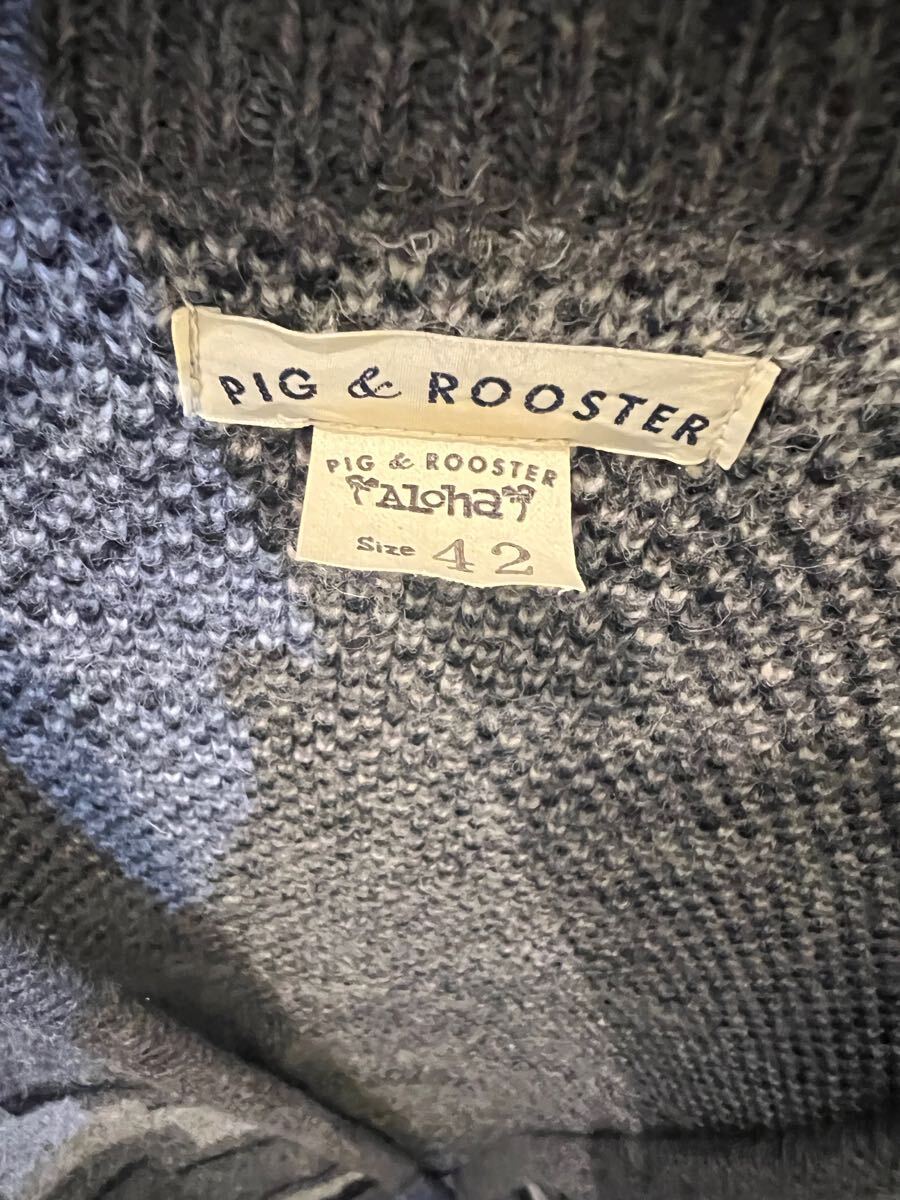 PIG & ROOSTER
PIG & ROOSTER
Aloha
Size 42